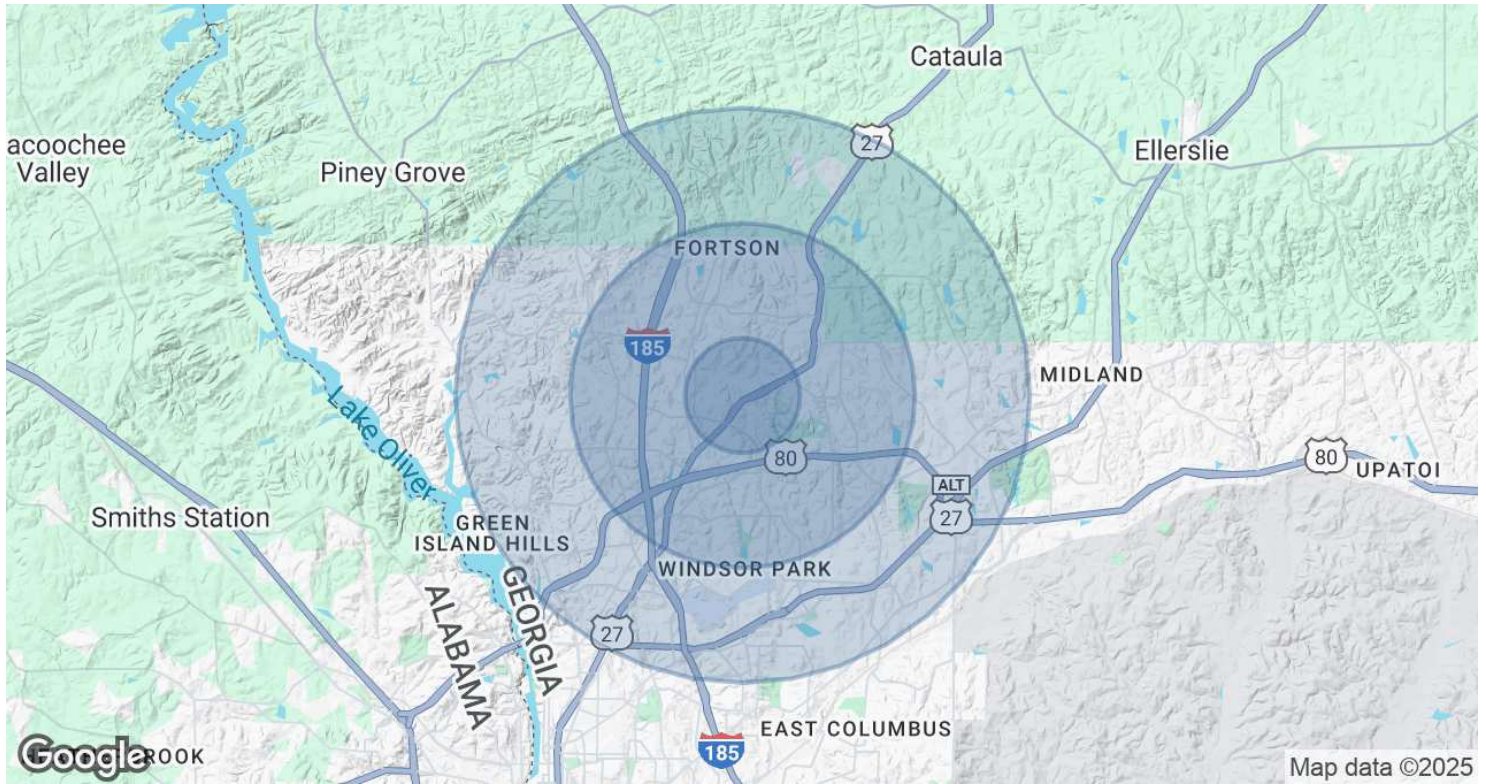 Cataula
27
acoochee
Valley
Piney Grove
Ellerslie
FORTSON
185
MIDLAND
Lake Oliver
80
80
UPATOI
ALT
27
Smiths Station
GREEN
ISLAND HILLS
WINDSOR PARK
GEORGIA
ALABAMA
27
EAST COLUMBUS
185
Google
ROOK
Map data ©2025